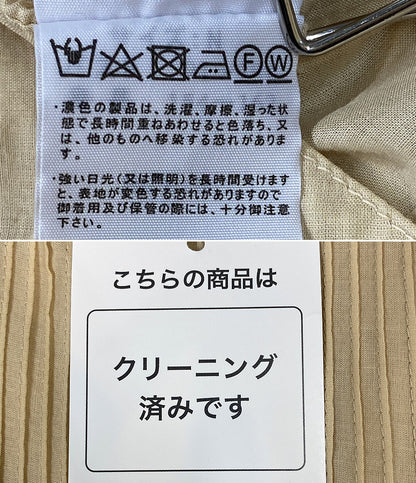 F W
・濃色の製品は、洗濯、摩擦、湿った状
態で長時間重ねあわせると色落ち、又
は、他のものへ移染する恐れがありま
す。
・強い日光(又は照明)を長時間受けます
と、表地が変色する恐れがありますので
御着用及び保管の際には、十分御注意
下さい。
こちらの商品は
クリーニング
済みです